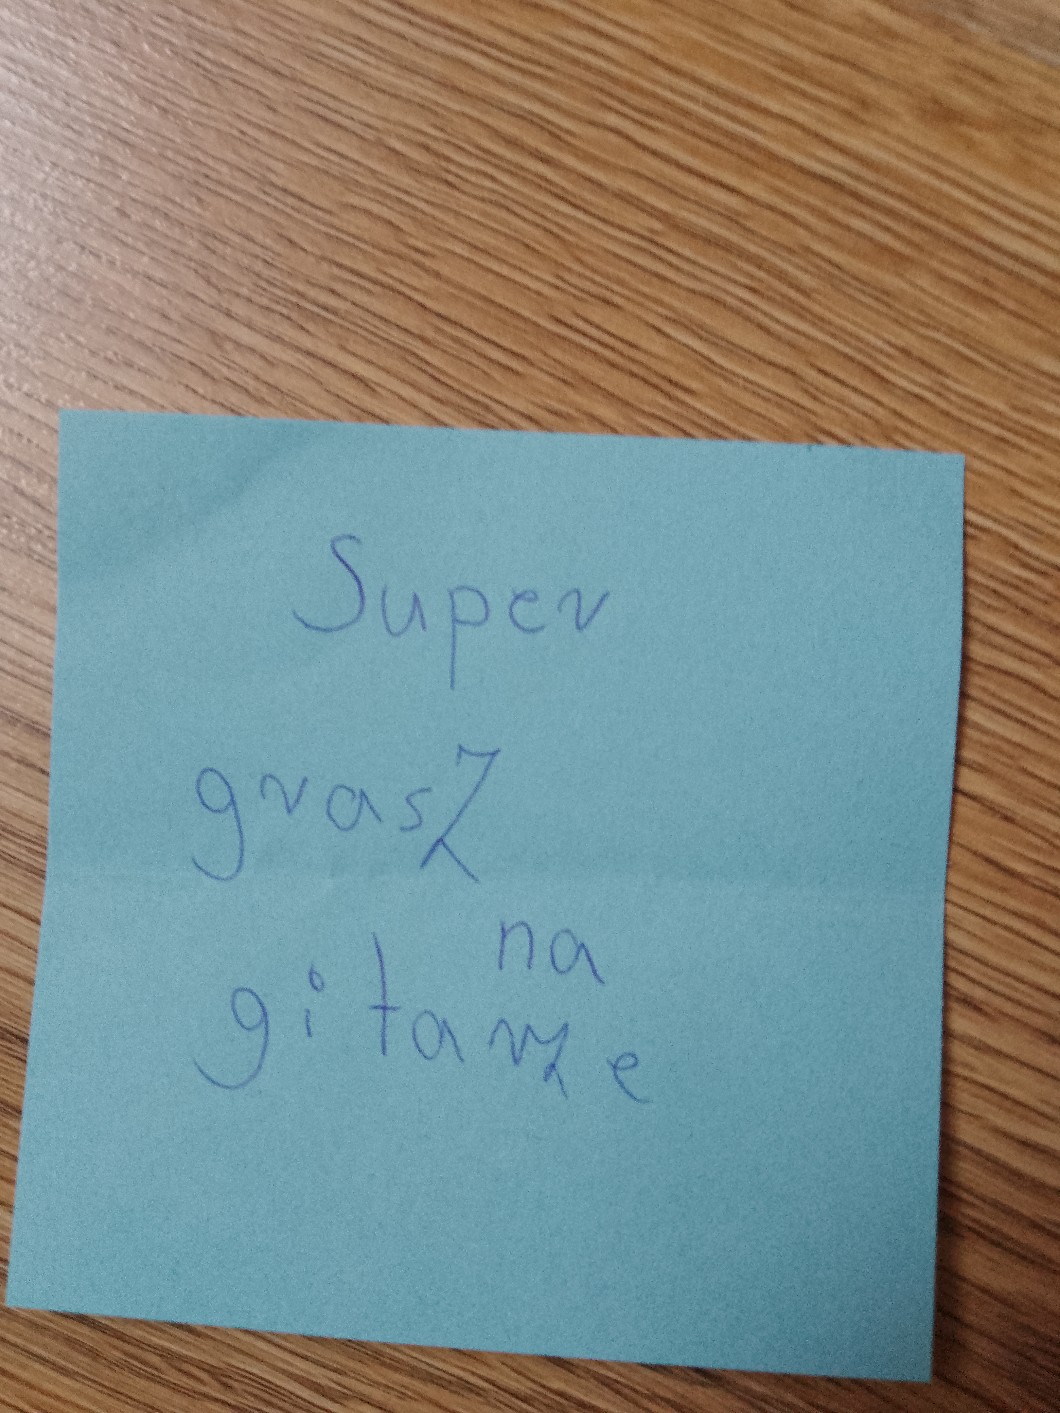 Super
grasz
na
gitarze